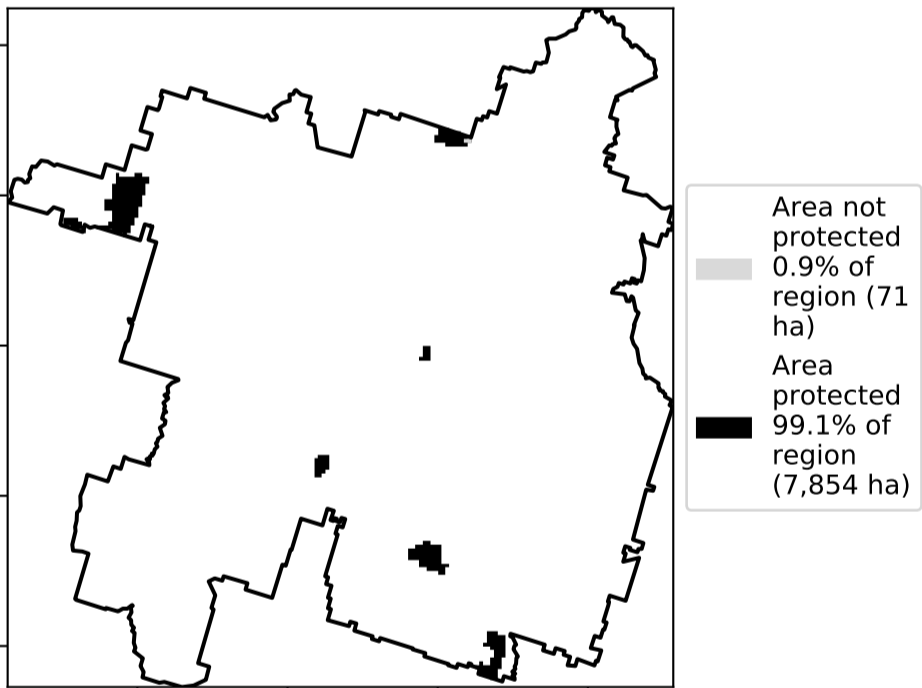 Area not
protected
0.9% of
region (71
ha)
Area
protected
99.1% of
region
(7,854 ha)